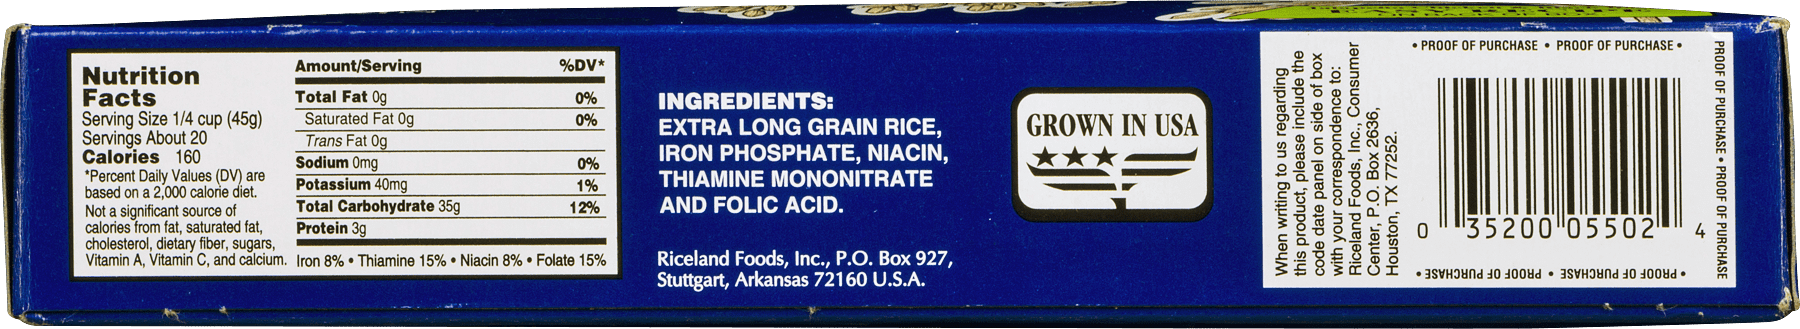 Nutrition
Facts
Serving Size 1/4 cup (45g)
Servings About 20
Calories 160
*Percent Daily Values (DV) are
based on a 2,000 calorie diet.
Not a significant source of
calories from fat, saturated fat,
cholesterol, dietary fiber, sugars,
Vitamin A, Vitamin C, and calcium.
Amount/Serving %DV*
Total Fat 0g 0%
Saturated Fat 0g 0%
Trans Fat 0g
Sodium 0mg 0%
Potassium 40mg 1%
Total Carbohydrate 35g 12%
Protein 3g
Iron 8% • Thiamine 15% • Niacin 8% • Folate 15%
INGREDIENTS:
EXTRA LONG GRAIN RICE,
IRON PHOSPHATE, NIACIN,
THIAMINE MONONITRATE
AND FOLIC ACID.
Riceland Foods, Inc., P.O. Box 927,
Stuttgart, Arkansas 72160 U.S.A.
GROWN IN USA
When writing to us regarding
this product, please include the
code date panel on side of box
with your correspondence to:
Riceland Foods, Inc., Consumer
Center, P.O. Box 2636,
Houston, TX 77252.
• PROOF OF PURCHASE • PROOF OF PURCHASE •
PROOF OF PURCHASE • PROOF OF PURCHASE
• PROOF OF PURCHASE • PROOF OF PURCHASE •
0 35200 05502 4